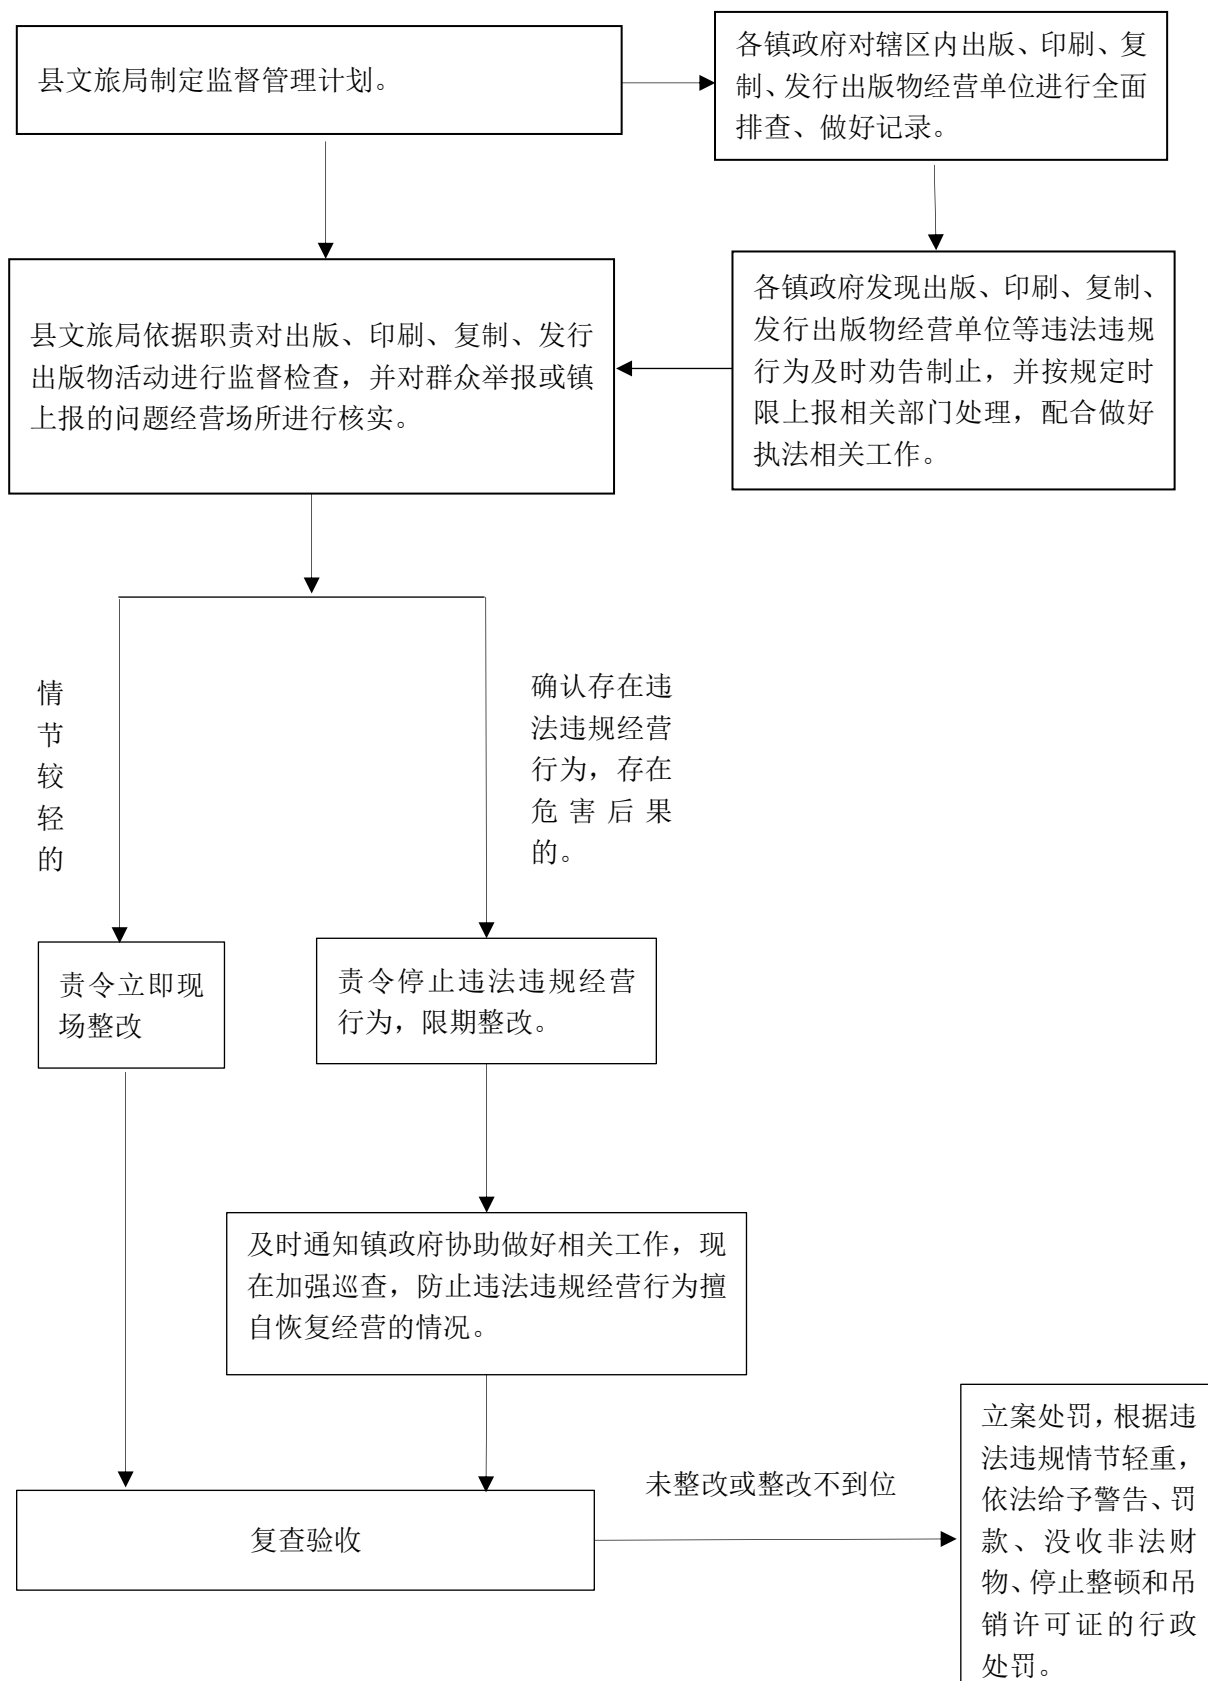 县文旅局制定监督管理计划。
各镇政府对辖区内出版、印刷、复
制、发行出版物经营单位进行全面
排查、做好记录。
县文旅局依据职责对出版、印刷、复制、发行
出版物活动进行监督检查，并对群众举报或镇
上报的问题经营场所进行核实。
各镇政府发现出版、印刷、复制、
发行出版物经营单位等违法违规
行为及时劝告制止，并按规定时
限上报相关部门处理，配合做好
执法相关工作。
情
节
较
轻
的
确认存在违
法违规经营
行为，存在
危害后果
的。
责令立即现
场整改
责令停止违法违规经营
行为，限期整改。
及时通知镇政府协助做好相关工作，现
在加强巡查，防止违法违规经营行为擅
自恢复经营的情况。
复查验收
未整改或整改不到位
立案处罚，根据违
法违规情节轻重，
依法给予警告、罚
款、没收非法财
物、停止整顿和吊
销许可证的行政
处罚。